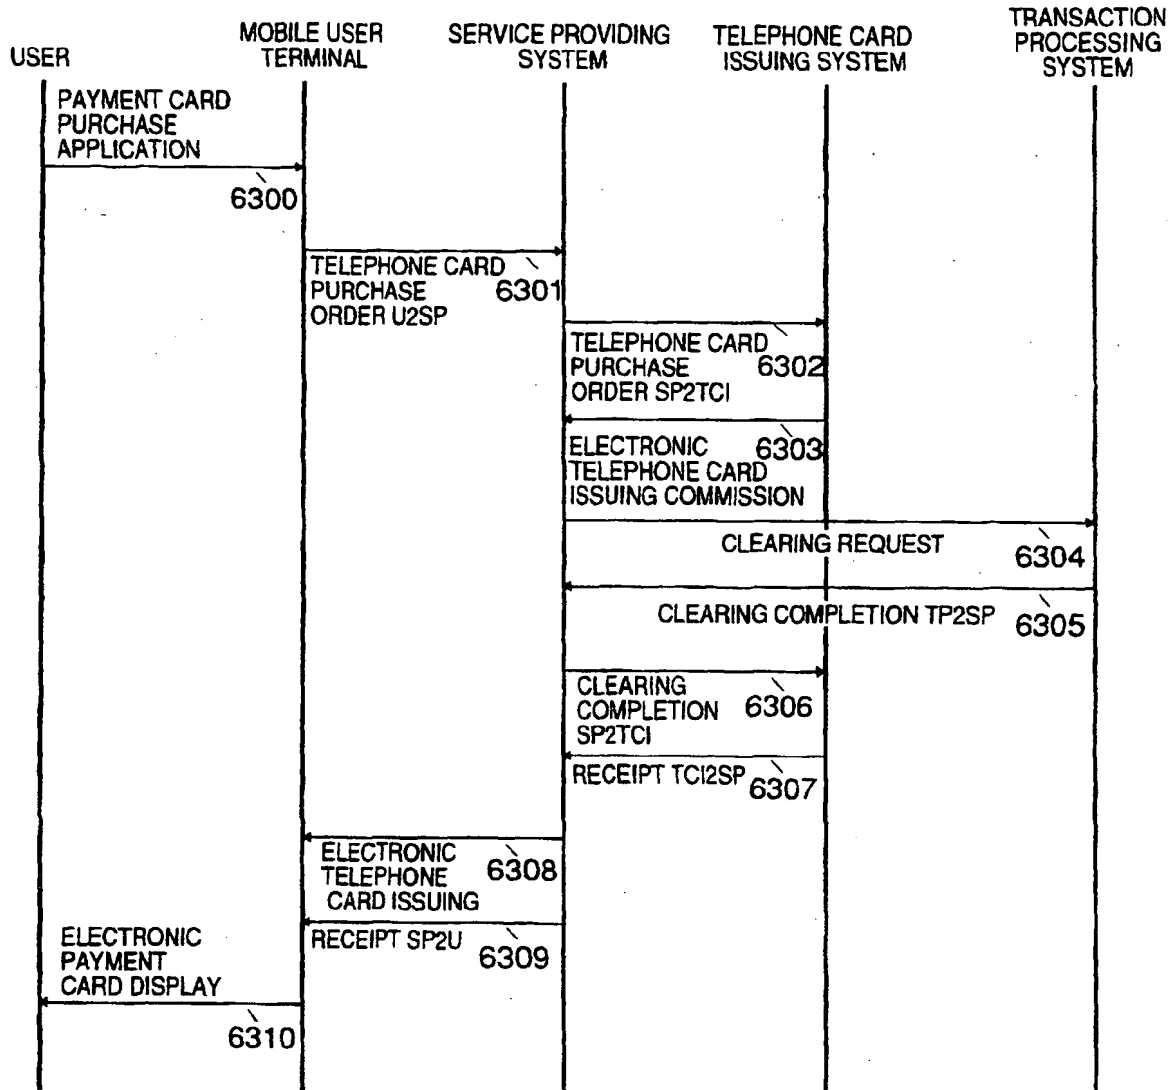 USER
MOBILE USER
TERMINAL
SERVICE PROVIDING
SYSTEM
TELEPHONE CARD
ISSUING SYSTEM
TRANSACTION
PROCESSING
SYSTEM
PAYMENT CARD
PURCHASE
APPLICATION
6300
TELEPHONE CARD
PURCHASE
ORDER U2SP
6301
TELEPHONE CARD
PURCHASE
ORDER SP2TCI
6302
ELECTRONIC
TELEPHONE CARD
ISSUING COMMISSION
6303
CLEARING REQUEST
6304
CLEARING COMPLETION TP2SP
6305
CLEARING
COMPLETION
SP2TCI
6306
RECEIPT TCI2SP
6307
ELECTRONIC
TELEPHONE
CARD ISSUING
6308
RECEIPT SP2U
6309
ELECTRONIC
PAYMENT
CARD DISPLAY
6310